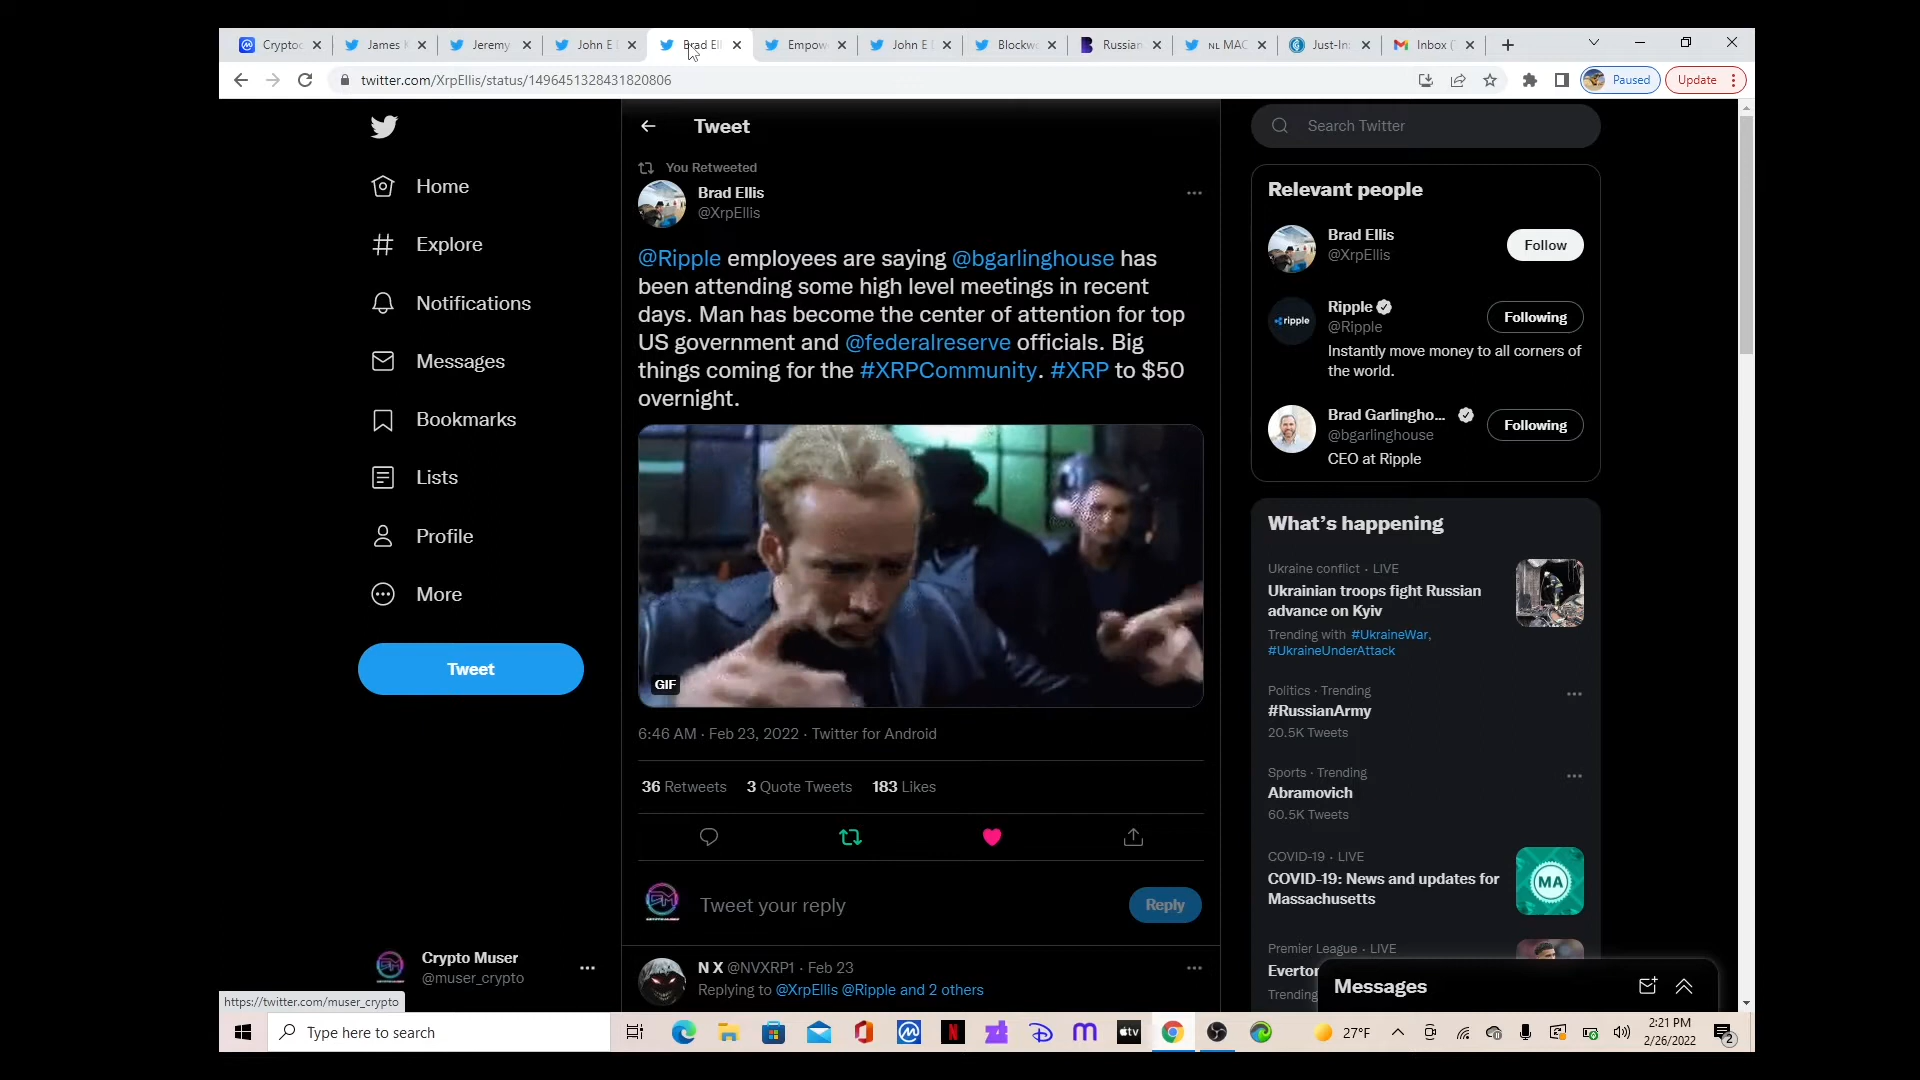 Cryptoc
James
Jeremy
John E
Brad Ell
Empow
John E
Blockwo
Russian
NL MAC
Just-In:
Inbox (
twitter.com/XrpEllis/status/1496451328431820806
Paused
Update
Home
Explore
Notifications
Messages
Bookmarks
Lists
Profile
More
Tweet
Crypto Muser
@muser_crypto
https://twitter.com/muser_crypto
Tweet
You Retweeted
Brad Ellis
@XrpEllis
@Ripple employees are saying @bgarlinghouse has
been attending some high level meetings in recent
days. Man has become the center of attention for top
US government and @federalreserve officials. Big
things coming for the #XRPCommunity. #XRP to $50
overnight.
GIF
6:46 AM · Feb 23, 2022 · Twitter for Android
36 Retweets 3 Quote Tweets 183 Likes
Tweet your reply
Reply
N X @NVXRP1 · Feb 23
Replying to @XrpEllis @Ripple and 2 others
Search Twitter
Relevant people
Brad Ellis
@XrpEllis
Follow
ripple
Ripple
@Ripple
Following
Instantly move money to all corners of
the world.
Brad Garlingho...
@bgarlinghouse
Following
CEO at Ripple
What's happening
Ukraine conflict · LIVE
Ukrainian troops fight Russian
advance on Kyiv
Trending with #UkraineWar,
#UkraineUnderAttack
Politics · Trending
#RussianArmy
20.5K Tweets
Sports · Trending
Abramovich
60.5K Tweets
COVID-19 · LIVE
COVID-19: News and updates for
Massachusetts
MA
Premier League · LIVE
Everto
Trending
Messages
Type here to search
N
tv
27°F
2:21 PM
2/26/2022
2